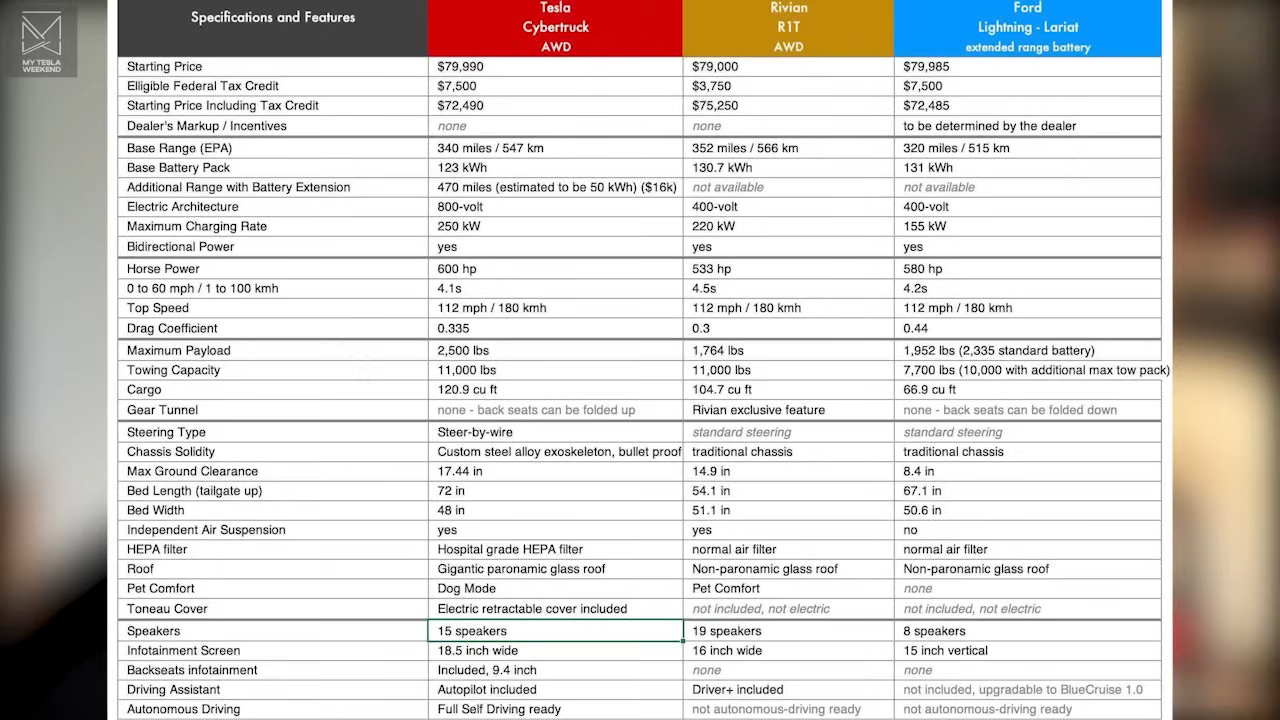 MY TESLA
WEEKEND
Specifications and Features
Tesla
Cybertruck
AWD
Rivian
R1T
AWD
Ford
Lightning - Lariat
extended range battery
Starting Price $79,990 $79,000 $79,985
Elligible Federal Tax Credit $7,500 $3,750 $7,500
Starting Price Including Tax Credit $72,490 $75,250 $72,485
Dealer's Markup / Incentives none none to be determined by the dealer
Base Range (EPA) 340 miles / 547 km 352 miles / 566 km 320 miles / 515 km
Base Battery Pack 123 kWh 130.7 kWh 131 kWh
Additional Range with Battery Extension 470 miles (estimated to be 50 kWh) ($16k) not available not available
Electric Architecture 800-volt 400-volt 400-volt
Maximum Charging Rate 250 kW 220 kW 155 kW
Bidirectional Power yes yes yes
Horse Power 600 hp 533 hp 580 hp
0 to 60 mph / 1 to 100 kmh 4.1s 4.5s 4.2s
Top Speed 112 mph / 180 kmh 112 mph / 180 kmh 112 mph / 180 kmh
Drag Coefficient 0.335 0.3 0.44
Maximum Payload 2,500 lbs 1,764 lbs 1,952 lbs (2,335 standard battery)
Towing Capacity 11,000 lbs 11,000 lbs 7,700 lbs (10,000 with additional max tow pack)
Cargo 120.9 cu ft 104.7 cu ft 66.9 cu ft
Gear Tunnel none - back seats can be folded up Rivian exclusive feature none - back seats can be folded down
Steering Type Steer-by-wire standard steering standard steering
Chassis Solidity Custom steel alloy exoskeleton, bullet proof traditional chassis traditional chassis
Max Ground Clearance 17.44 in 14.9 in 8.4 in
Bed Length (tailgate up) 72 in 54.1 in 67.1 in
Bed Width 48 in 51.1 in 50.6 in
Independent Air Suspension yes yes no
HEPA filter Hospital grade HEPA filter normal air filter normal air filter
Roof Gigantic paronamic glass roof Non-paronamic glass roof Non-paronamic glass roof
Pet Comfort Dog Mode Pet Comfort none
Toneau Cover Electric retractable cover included not included, not electric not included, not electric
Speakers 15 speakers 19 speakers 8 speakers
Infotainment Screen 18.5 inch wide 16 inch wide 15 inch vertical
Backseats infotainment Included, 9.4 inch none none
Driving Assistant Autopilot included Driver+ included not included, upgradable to BlueCruise 1.0
Autonomous Driving Full Self Driving ready not autonomous-driving ready not autonomous-driving ready